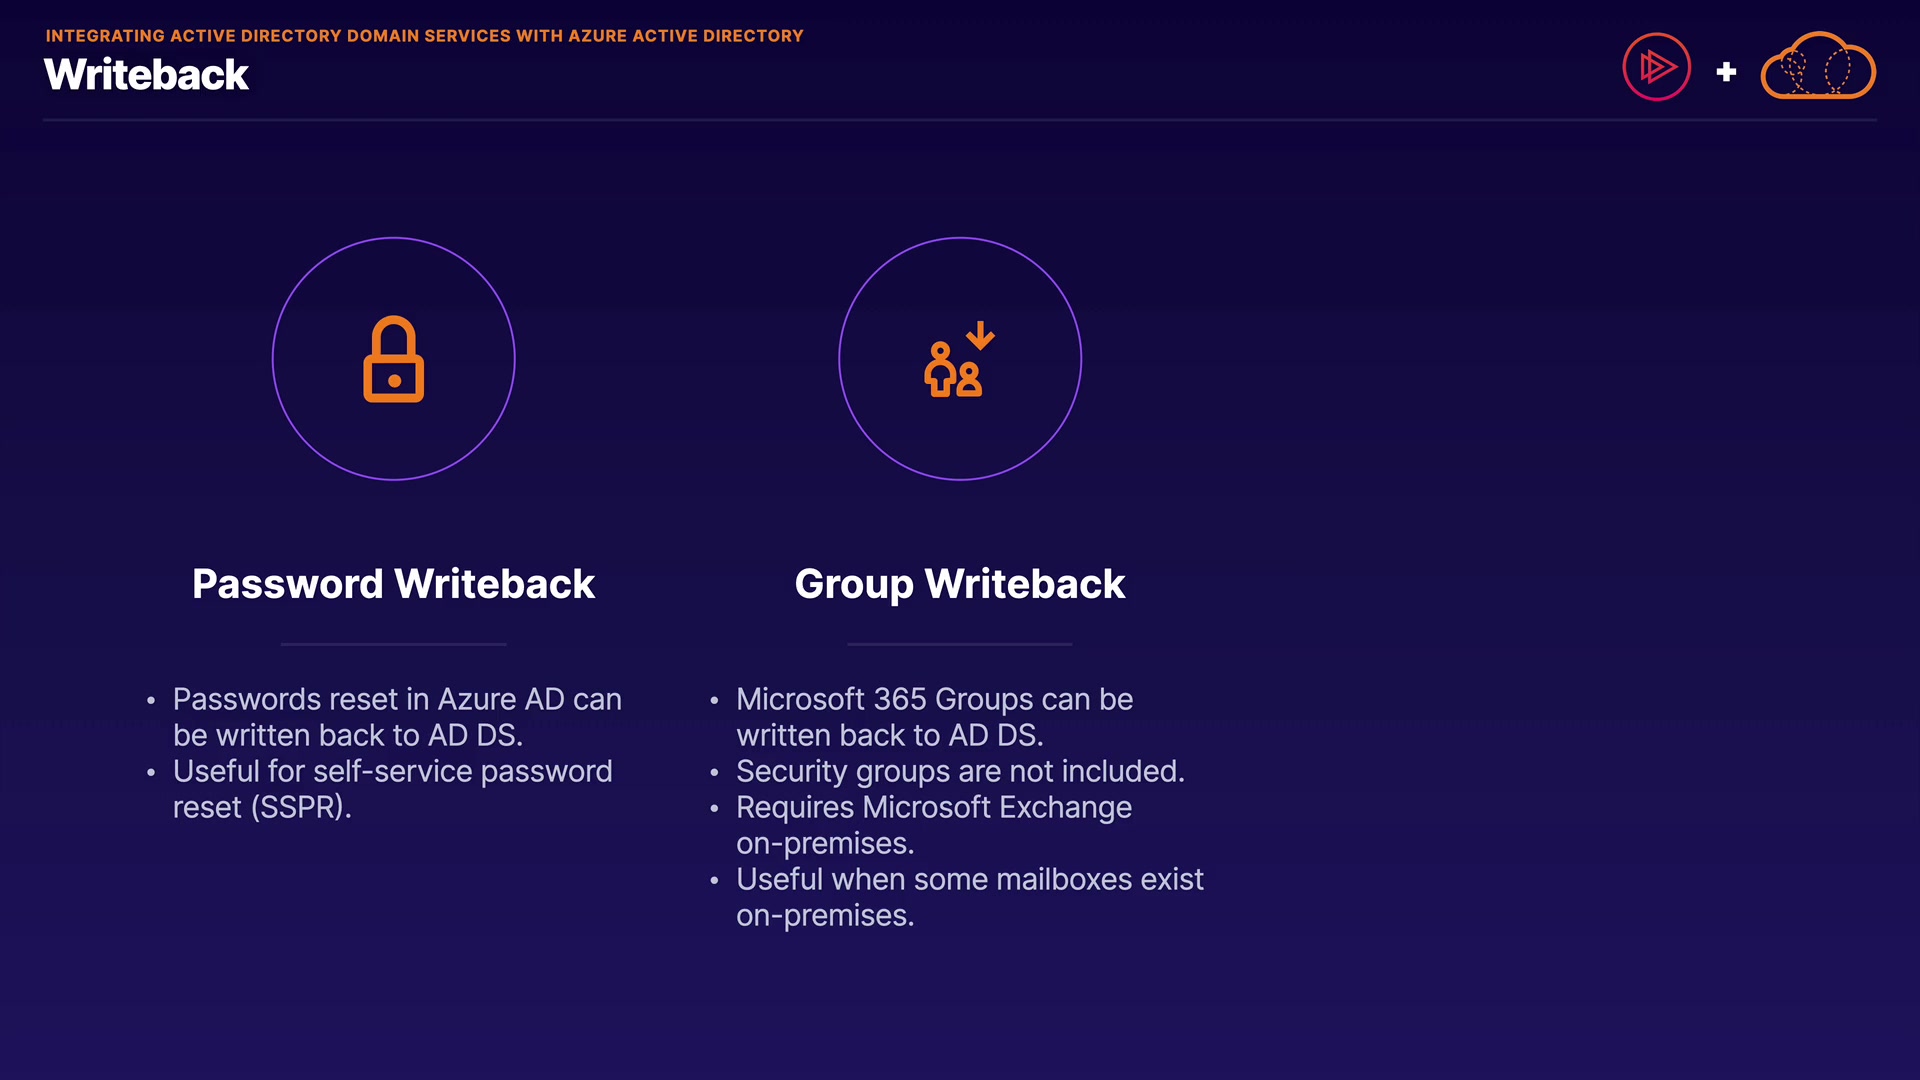 INTEGRATING ACTIVE DIRECTORY DOMAIN SERVICES WITH AZURE ACTIVE DIRECTORY
Writeback
Password Writeback
• Passwords reset in Azure AD can
be written back to AD DS.
• Useful for self-service password
reset (SSPR).
Group Writeback
• Microsoft 365 Groups can be
written back to AD DS.
• Security groups are not included.
• Requires Microsoft Exchange
on-premises.
• Useful when some mailboxes exist
on-premises.